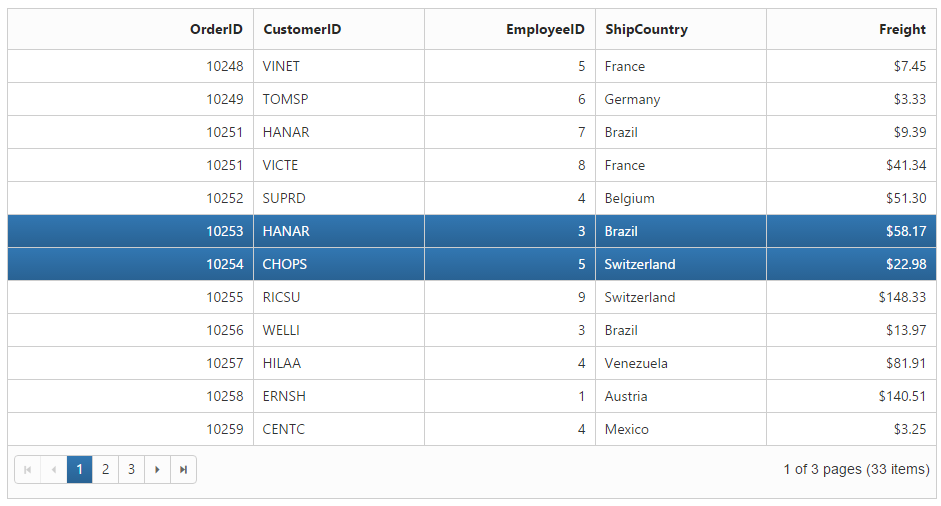 OrderID CustomerID EmployeeID ShipCountry Freight
10248 VINET 5 France $7.45
10249 TOMSP 6 Germany $3.33
10251 HANAR 7 Brazil $9.39
10251 VICTE 8 France $41.34
10252 SUPRD 4 Belgium $51.30
10253 HANAR 3 Brazil $58.17
10254 CHOPS 5 Switzerland $22.98
10255 RICSU 9 Switzerland $148.33
10256 WELLI 3 Brazil $13.97
10257 HILAA 4 Venezuela $81.91
10258 ERNSH 1 Austria $140.51
10259 CENTC 4 Mexico $3.25
1 2 3 1 of 3 pages (33 items)